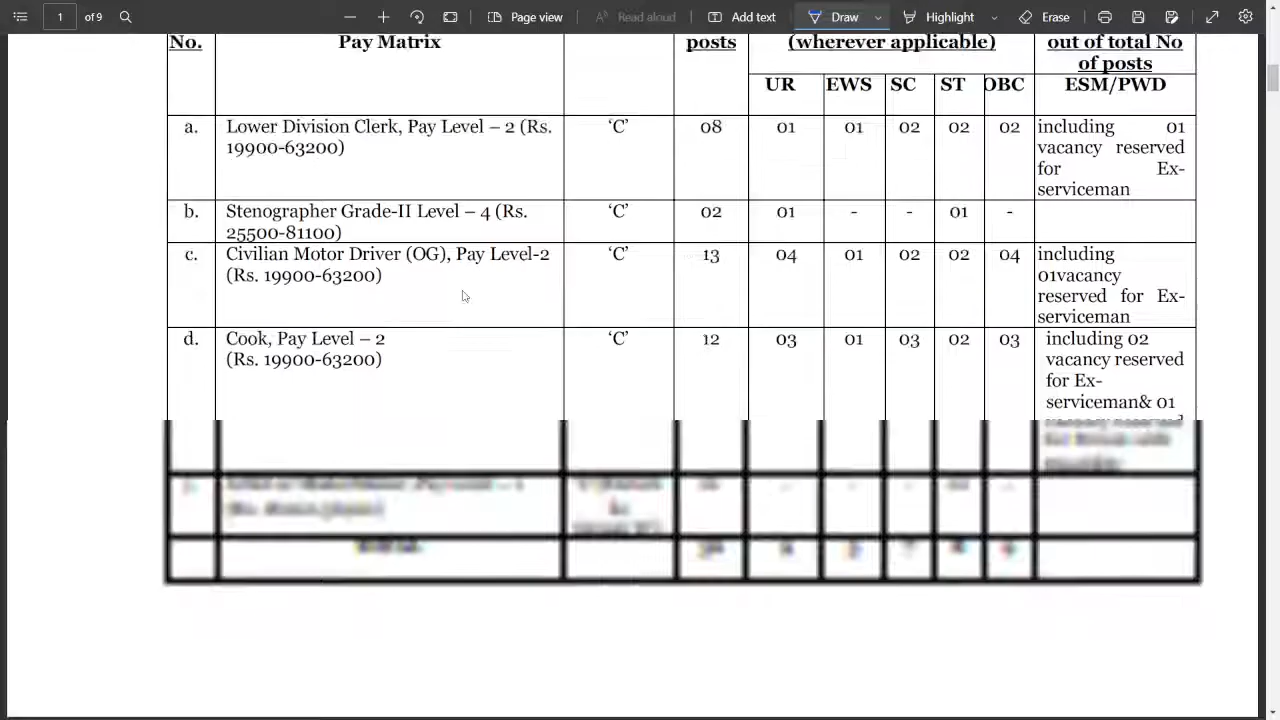 1 of 9 Page view Read aloud Add text Draw Highlight Erase
No. Pay Matrix posts (wherever applicable) out of total No
of posts
UR EWS SC ST OBC ESM/PWD
a. Lower Division Clerk, Pay Level – 2 (Rs. ‘C’ 08 01 01 02 02 02 including 01
19900-63200) vacancy reserved
for Ex-
serviceman
b. Stenographer Grade-II Level – 4 (Rs. ‘C’ 02 01 - - 01 -
25500-81100)
c. Civilian Motor Driver (OG), Pay Level-2 ‘C’ 13 04 01 02 02 04 including
(Rs. 19900-63200) 01vacancy
reserved for Ex-
serviceman
d. Cook, Pay Level – 2 ‘C’ 12 03 01 03 02 03 including 02
(Rs. 19900-63200) vacancy reserved
for Ex-
serviceman& 01